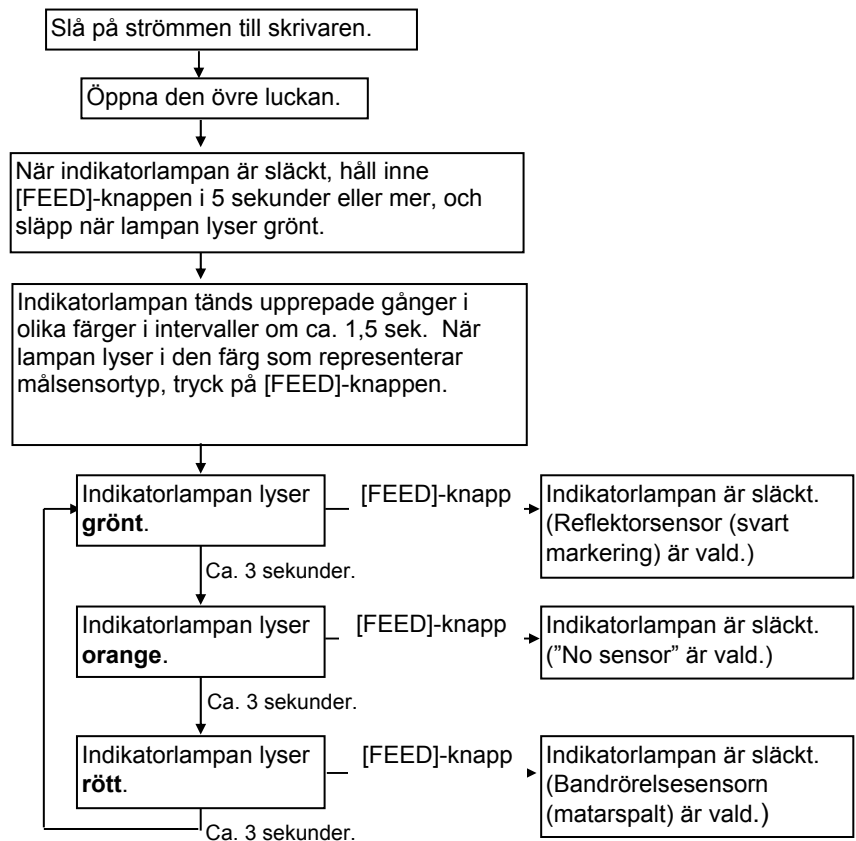 Slå på strömmen till skrivaren.
Öppna den övre luckan.
När indikatorlampan är släckt, håll inne
[FEED]-knappen i 5 sekunder eller mer, och
släpp när lampan lyser grönt.
Indikatorlampan tänds upprepade gånger i
olika färger i intervaller om ca. 1,5 sek.  När
lampan lyser i den färg som representerar
målsensortyp, tryck på [FEED]-knappen.
Indikatorlampan lyser
grönt.
[FEED]-knapp
Indikatorlampan är släckt.
(Reflektorsensor (svart
markering) är vald.)
Ca. 3 sekunder.
Indikatorlampan lyser
orange.
[FEED]-knapp
Indikatorlampan är släckt.
(”No sensor” är vald.)
Ca. 3 sekunder.
Indikatorlampan lyser
rött.
[FEED]-knapp
Indikatorlampan är släckt.
(Bandrörelsesensorn
(matarspalt) är vald.)
Ca. 3 sekunder.